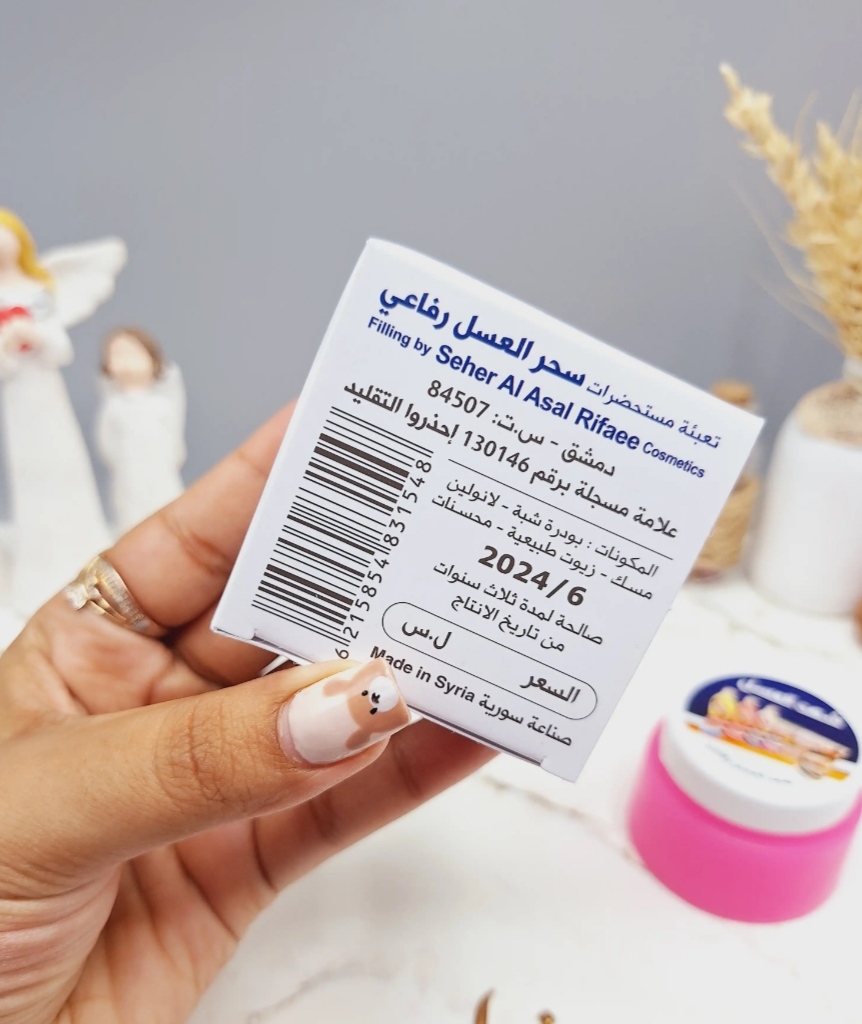 تعبئة مستحضرات سحر العسل رفاعي
Filling by Seher Al Asal Rifaee Cosmetics
دمشق - س.ت: 84507
علامة مسجلة برقم 130146 إحذروا التقليد
المكونات : بودرة شبة - لانولين
مسك - زيوت طبيعية - محسنات
2024/6
صالحة لمدة ثلاث سنوات
من تاريخ الانتاج
السعر ل.س
صناعة سورية Made in Syria
6215854831548